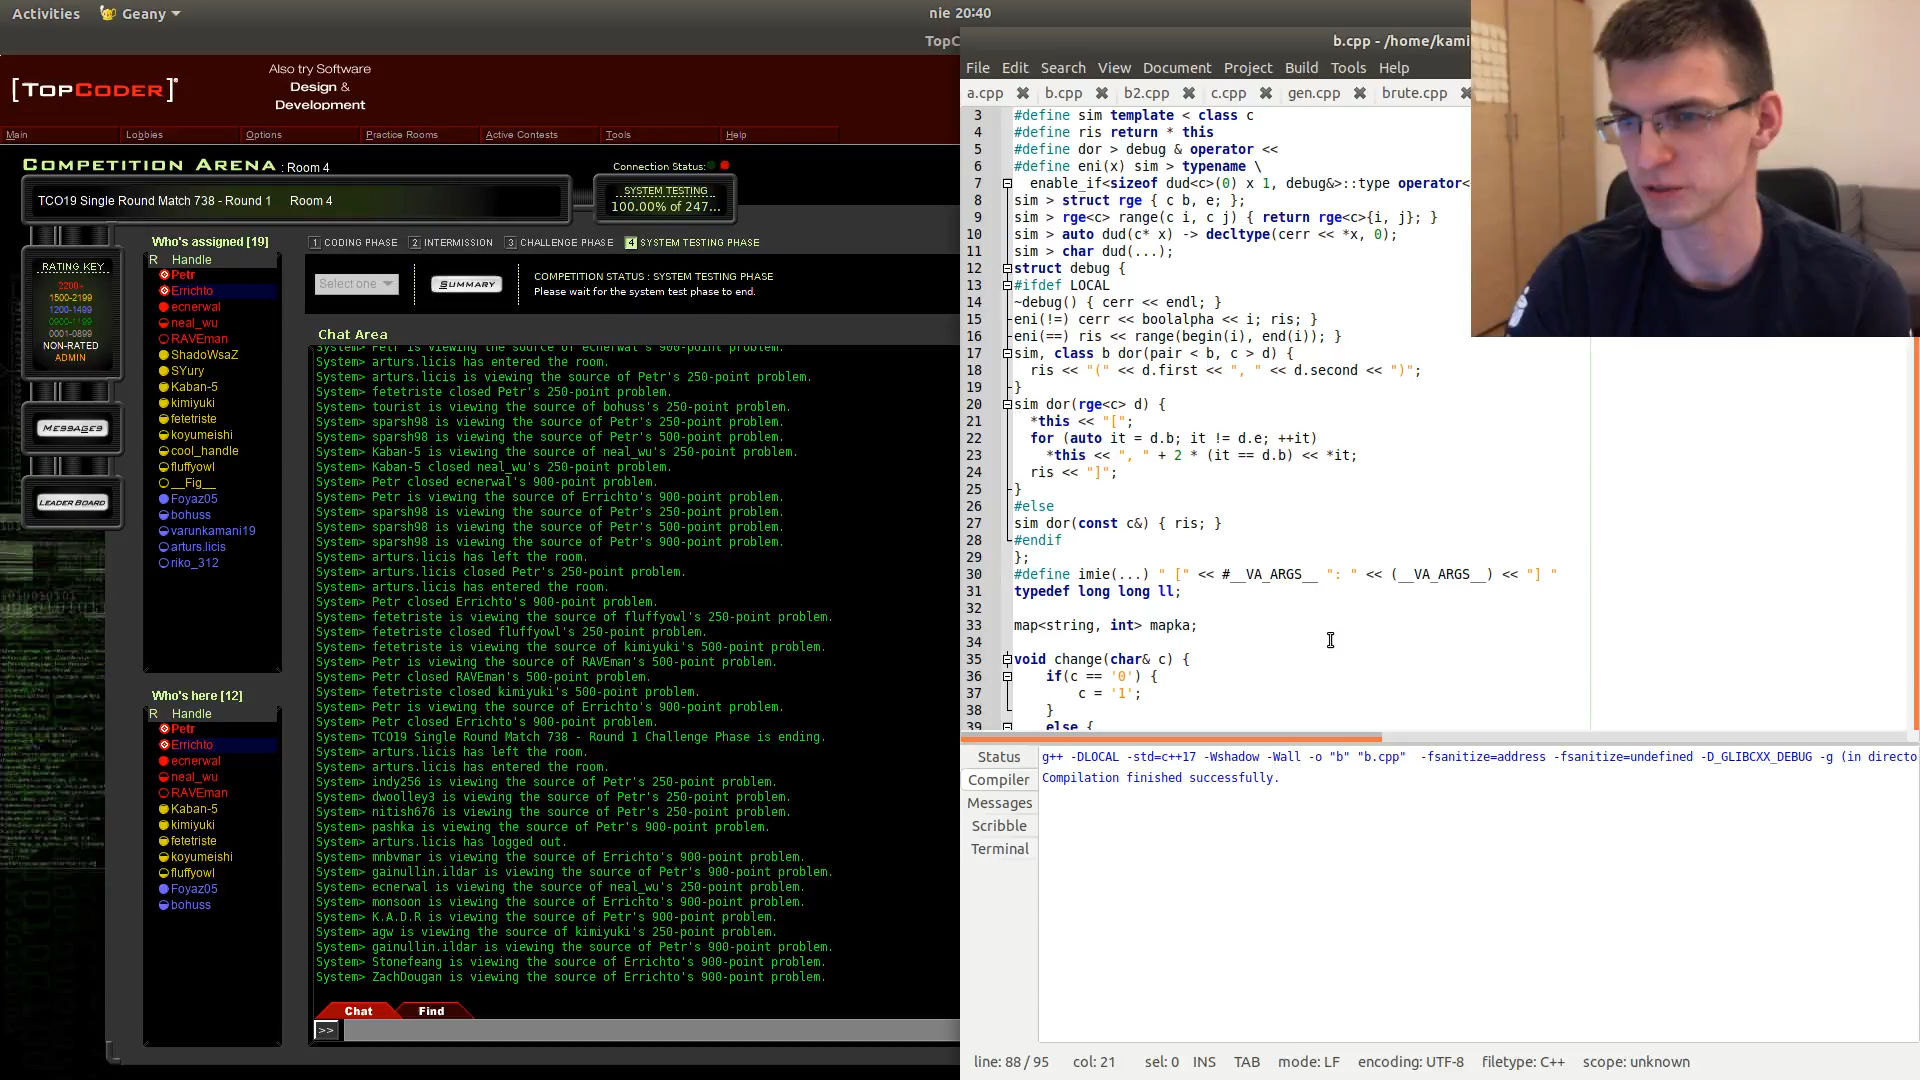 Activities
Geany
nie 20:40
TopC
b.cpp - /home/kami
[TOPCODER]
Also try Software
Design &
Development
File Edit Search View Document Project Build Tools Help
a.cpp b.cpp b2.cpp c.cpp gen.cpp brute.cpp
Main Lobbies Options Practice Rooms Active Contests Tools Help
COMPETITION ARENA : Room 4
Connection Status:
TCO19 Single Round Match 738 - Round 1 Room 4
SYSTEM TESTING
100.00% of 247...
RATING KEY
2200+
1500-2199
1200-1499
0900-1199
0001-0899
NON-RATED
ADMIN
MESSAGES
LEADER BOARD
Who's assigned [19]
R Handle
Petr
Errichto
ecnerwal
neal_wu
RAVEman
ShadoWsaZ
SYury
Kaban-5
kimiyuki
fetetriste
koyumeishi
cool_handle
fluffyowl
__Fig__
Foyaz05
bohuss
varunkamani19
arturs.licis
riko_312
Who's here [12]
R Handle
Petr
Errichto
ecnerwal
neal_wu
RAVEman
Kaban-5
kimiyuki
fetetriste
koyumeishi
fluffyowl
Foyaz05
bohuss
1 CODING PHASE 2 INTERMISSION 3 CHALLENGE PHASE 4 SYSTEM TESTING PHASE
Select one
SUMMARY
COMPETITION STATUS : SYSTEM TESTING PHASE
Please wait for the system test phase to end.
Chat Area
System> Petr is viewing the source of ecnerwal's 900-point problem.
System> arturs.licis has entered the room.
System> arturs.licis is viewing the source of Petr's 250-point problem.
System> fetetriste closed Petr's 250-point problem.
System> tourist is viewing the source of bohuss's 250-point problem.
System> sparsh98 is viewing the source of Petr's 250-point problem.
System> sparsh98 is viewing the source of Petr's 500-point problem.
System> Kaban-5 is viewing the source of neal_wu's 250-point problem.
System> Kaban-5 closed neal_wu's 250-point problem.
System> Petr closed ecnerwal's 900-point problem.
System> Petr is viewing the source of Errichto's 900-point problem.
System> sparsh98 is viewing the source of Petr's 250-point problem.
System> sparsh98 is viewing the source of Petr's 500-point problem.
System> sparsh98 is viewing the source of Petr's 900-point problem.
System> arturs.licis has left the room.
System> arturs.licis closed Petr's 250-point problem.
System> arturs.licis has entered the room.
System> Petr closed Errichto's 900-point problem.
System> fetetriste is viewing the source of fluffyowl's 250-point problem.
System> fetetriste closed fluffyowl's 250-point problem.
System> fetetriste is viewing the source of kimiyuki's 500-point problem.
System> Petr is viewing the source of RAVEman's 500-point problem.
System> Petr closed RAVEman's 500-point problem.
System> fetetriste closed kimiyuki's 500-point problem.
System> Petr is viewing the source of Errichto's 900-point problem.
System> Petr closed Errichto's 900-point problem.
System> TCO19 Single Round Match 738 - Round 1 Challenge Phase is ending.
System> arturs.licis has left the room.
System> arturs.licis has entered the room.
System> indy256 is viewing the source of Petr's 250-point problem.
System> dwoolley3 is viewing the source of Petr's 250-point problem.
System> nitish676 is viewing the source of Petr's 250-point problem.
System> pashka is viewing the source of Petr's 900-point problem.
System> arturs.licis has logged out.
System> mnbvmar is viewing the source of Errichto's 900-point problem.
System> gainullin.ildar is viewing the source of Petr's 900-point problem.
System> ecnerwal is viewing the source of neal_wu's 250-point problem.
System> monsoon is viewing the source of Errichto's 900-point problem.
System> K.A.D.R is viewing the source of Petr's 900-point problem.
System> agw is viewing the source of kimiyuki's 250-point problem.
System> gainullin.ildar is viewing the source of Petr's 900-point problem.
System> Stonefeang is viewing the source of Errichto's 900-point problem.
System> ZachDougan is viewing the source of Errichto's 900-point problem.
Chat Find
>>
3 #define sim template < class c
4 #define ris return * this
5 #define dor > debug & operator <<
6 #define eni(x) sim > typename \
7 enable_if<sizeof dud<c>(0) x 1, debug&>::type operator<
8 sim > struct rge { c b, e; };
9 sim > rge<c> range(c i, c j) { return rge<c>{i, j}; }
10 sim > auto dud(c* x) -> decltype(cerr << *x, 0);
11 sim > char dud(...);
12 struct debug {
13 #ifdef LOCAL
14 ~debug() { cerr << endl; }
15 eni(!=) cerr << boolalpha << i; ris; }
16 eni(==) ris << range(begin(i), end(i)); }
17 sim, class b dor(pair < b, c > d) {
18 ris << "(" << d.first << ", " << d.second << ")";
19 }
20 sim dor(rge<c> d) {
21 *this << "[";
22 for (auto it = d.b; it != d.e; ++it)
23 *this << ", " + 2 * (it == d.b) << *it;
24 ris << "]";
25 }
26 #else
27 sim dor(const c&) { ris; }
28 #endif
29 };
30 #define imie(...) " [" << #__VA_ARGS__ ": " << (__VA_ARGS__) << "] "
31 typedef long long ll;
32
33 map<string, int> mapka;
34
35 void change(char& c) {
36 if(c == '0') {
37 c = '1';
38 }
39 else {
Status
Compiler
Messages
Scribble
Terminal
g++ -DLOCAL -std=c++17 -Wshadow -Wall -o "b" "b.cpp" -fsanitize=address -fsanitize=undefined -D_GLIBCXX_DEBUG -g (in directo
Compilation finished successfully.
line: 88 / 95 col: 21 sel: 0 INS TAB mode: LF encoding: UTF-8 filetype: C++ scope: unknown